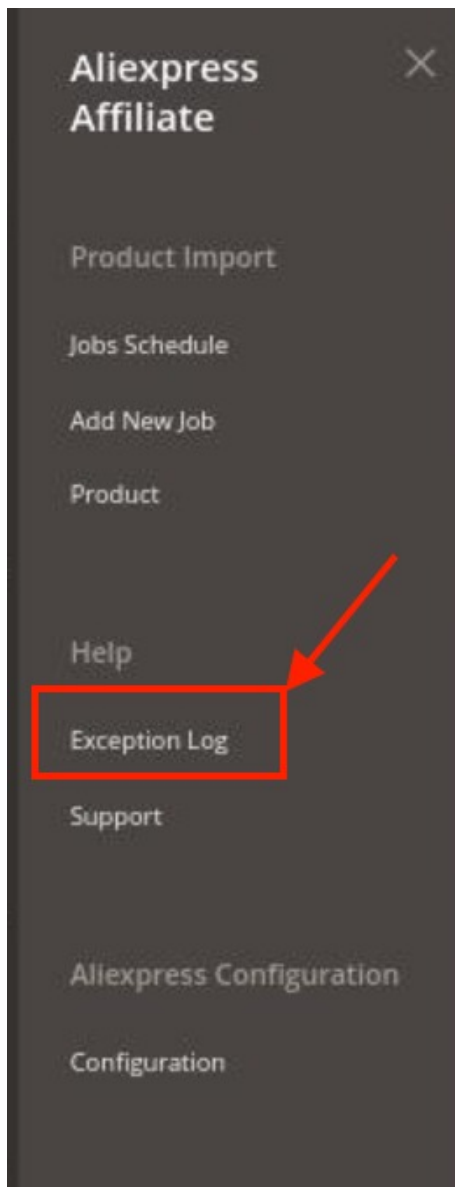 Aliexpress
Affiliate
Product Import
Jobs Schedule
Add New Job
Product
Help
Exception Log
Support
Aliexpress Configuration
Configuration